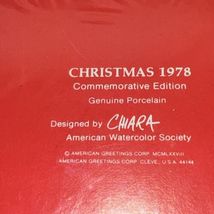 CHRISTMAS 1978
Commemorative Edition
Genuine Porcelain
Designed by CHIARA
American Watercolor Society
© AMERICAN GREETINGS CORP. MCMLXXVIII
AMERICAN GREETINGS CORP. CLEVE., U.S.A. 44144